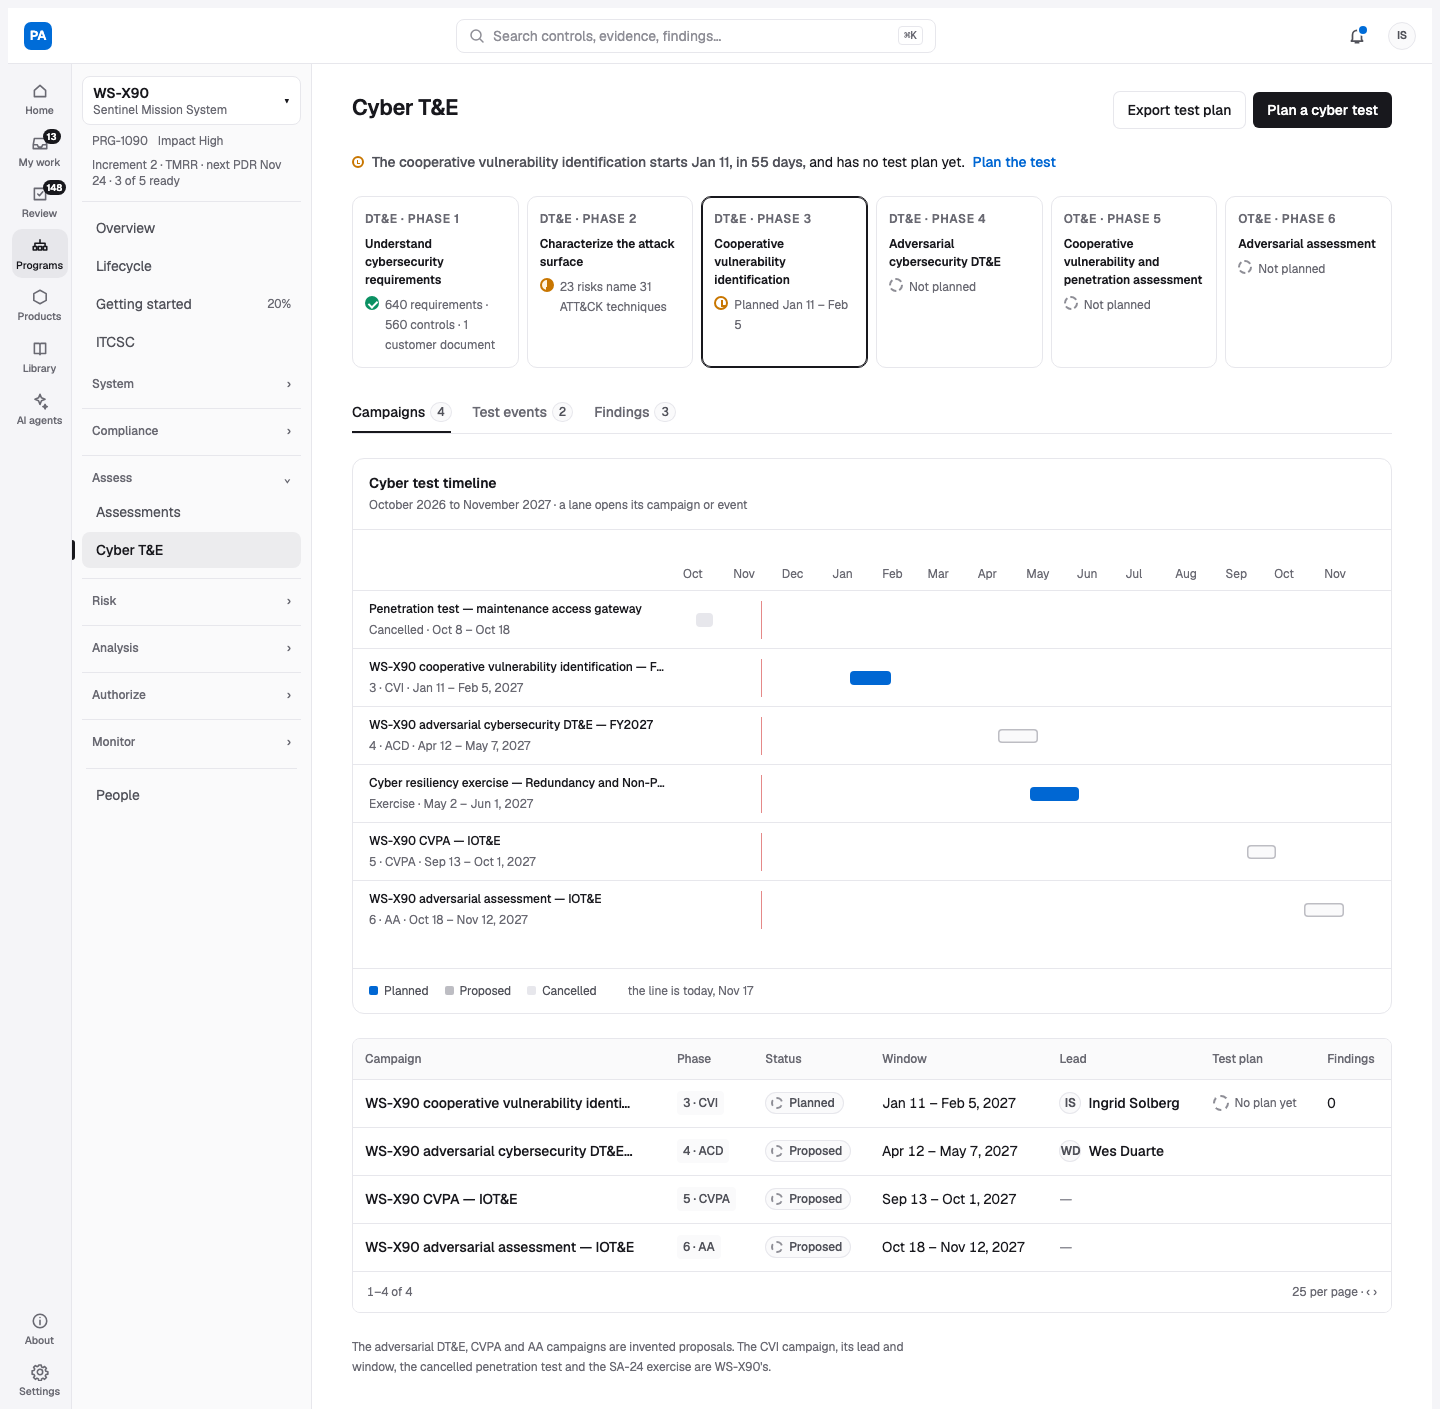 PA
Search controls, evidence, findings...
⌘K
IS
Home
13
My work
148
Review
Programs
Products
Library
AI agents
About
Settings
WS-X90
Sentinel Mission System
PRG-1090 Impact High
Increment 2 · TMRR · next PDR Nov
24 · 3 of 5 ready
Overview
Lifecycle
Getting started 20%
ITCSC
System
Compliance
Assess
Assessments
Cyber T&E
Risk
Analysis
Authorize
Monitor
People
Cyber T&E
Export test plan
Plan a cyber test
The cooperative vulnerability identification starts Jan 11, in 55 days, and has no test plan yet. Plan the test
DT&E · PHASE 1
Understand
cybersecurity
requirements
640 requirements ·
560 controls · 1
customer document
DT&E · PHASE 2
Characterize the attack
surface
23 risks name 31
ATT&CK techniques
DT&E · PHASE 3
Cooperative
vulnerability
identification
Planned Jan 11 – Feb
5
DT&E · PHASE 4
Adversarial
cybersecurity DT&E
Not planned
OT&E · PHASE 5
Cooperative
vulnerability and
penetration assessment
Not planned
OT&E · PHASE 6
Adversarial assessment
Not planned
Campaigns 4 Test events 2 Findings 3
Cyber test timeline
October 2026 to November 2027 · a lane opens its campaign or event
Oct Nov Dec Jan Feb Mar Apr May Jun Jul Aug Sep Oct Nov
Penetration test — maintenance access gateway
Cancelled · Oct 8 – Oct 18
WS-X90 cooperative vulnerability identification — F...
3 · CVI · Jan 11 – Feb 5, 2027
WS-X90 adversarial cybersecurity DT&E — FY2027
4 · ACD · Apr 12 – May 7, 2027
Cyber resiliency exercise — Redundancy and Non-P...
Exercise · May 2 – Jun 1, 2027
WS-X90 CVPA — IOT&E
5 · CVPA · Sep 13 – Oct 1, 2027
WS-X90 adversarial assessment — IOT&E
6 · AA · Oct 18 – Nov 12, 2027
Planned Proposed Cancelled the line is today, Nov 17
Campaign Phase Status Window Lead Test plan Findings
WS-X90 cooperative vulnerability identi... 3 · CVI Planned Jan 11 – Feb 5, 2027 IS Ingrid Solberg No plan yet 0
WS-X90 adversarial cybersecurity DT&E... 4 · ACD Proposed Apr 12 – May 7, 2027 WD Wes Duarte
WS-X90 CVPA — IOT&E 5 · CVPA Proposed Sep 13 – Oct 1, 2027 —
WS-X90 adversarial assessment — IOT&E 6 · AA Proposed Oct 18 – Nov 12, 2027 —
1–4 of 4 25 per page · ‹ ›
The adversarial DT&E, CVPA and AA campaigns are invented proposals. The CVI campaign, its lead and
window, the cancelled penetration test and the SA-24 exercise are WS-X90's.